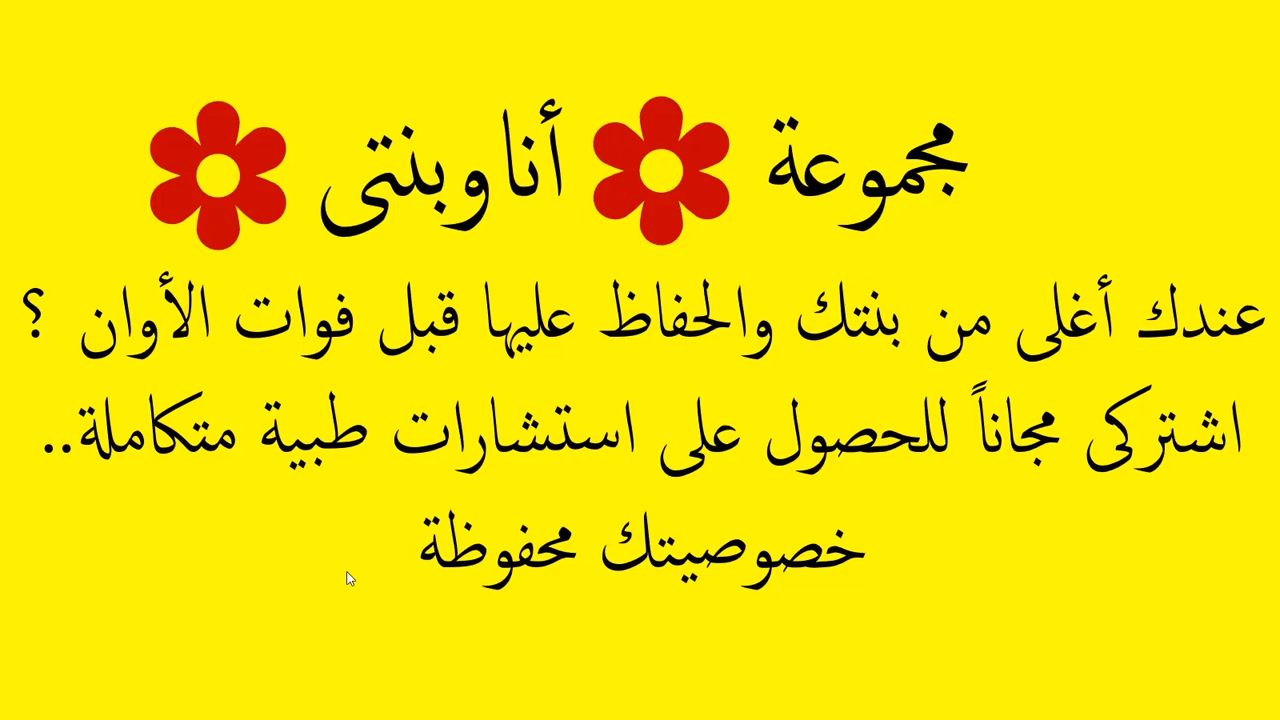 مجموعة أنا وبنتى
عندك أغلى من بنتك والحفاظ عليها قبل فوات الأوان ؟
اشتركى مجاناً للحصول على استشارات طبية متكاملة..
خصوصيتك محفوظة